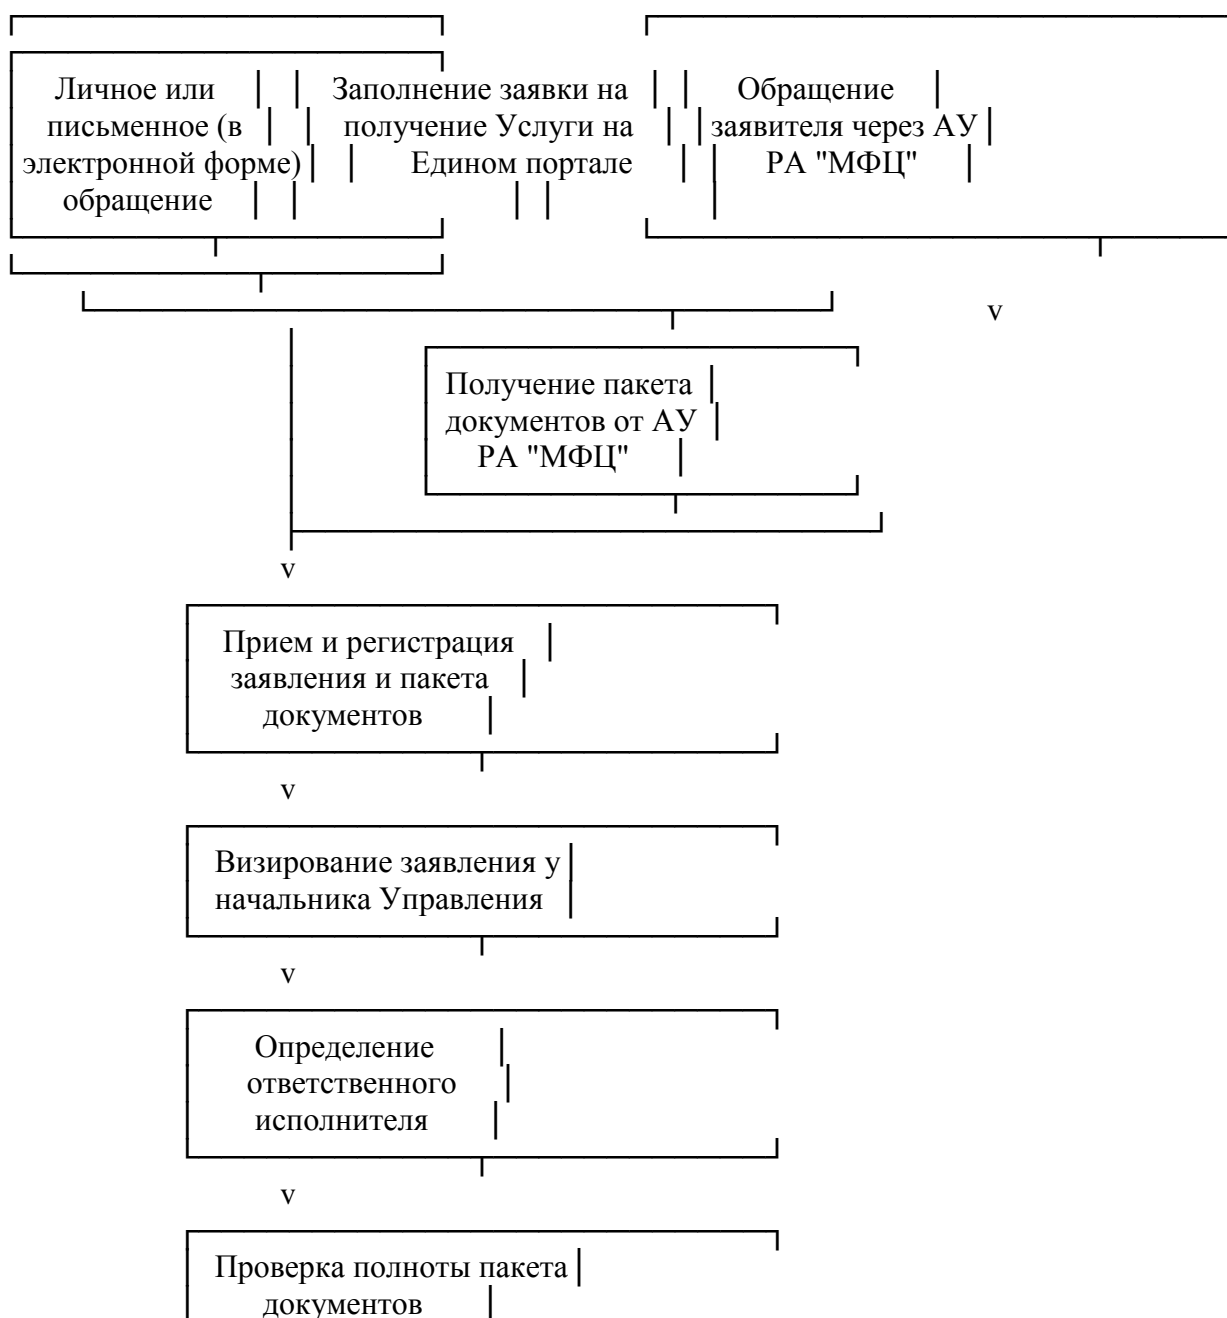 Личное или Заполнение заявки на Обращение
письменное (в получение Услуги на заявителя через АУ
электронной форме) Едином портале РА "МФЦ"
обращение
v
Получение пакета
документов от АУ
РА "МФЦ"
v
Прием и регистрация
заявления и пакета
документов
v
Визирование заявления у
начальника Управления
v
Определение
ответственного
исполнителя
v
Проверка полноты пакета
документов